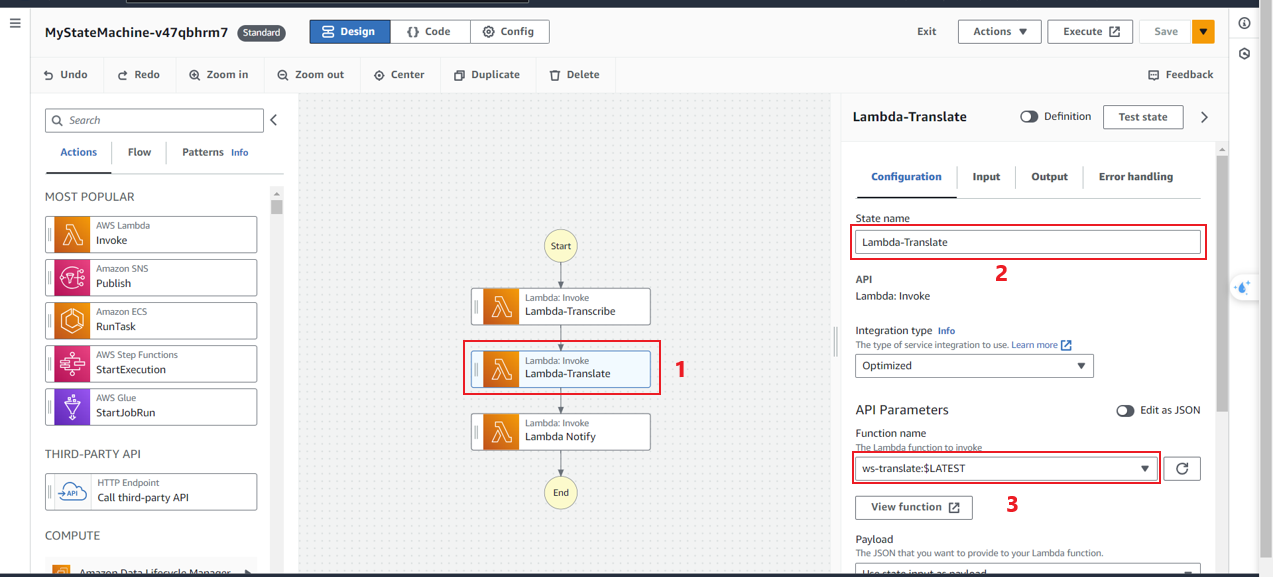 MyStateMachine-v47qbhrm7 Standard Design {} Code Config Exit Actions Execute Save
Undo Redo Zoom in Zoom out Center Duplicate Delete Feedback
Search
Actions Flow Patterns Info
MOST POPULAR
AWS Lambda
Invoke
Amazon SNS
Publish
Amazon ECS
RunTask
AWS Step Functions
StartExecution
AWS Glue
StartJobRun
THIRD-PARTY API
API
HTTP Endpoint
Call third-party API
COMPUTE
Amazon Data Lifecycle Manager
Start
Lambda: Invoke
Lambda-Transcribe
Lambda: Invoke
Lambda-Translate
1
Lambda: Invoke
Lambda Notify
End
Lambda-Translate Definition Test state
Configuration Input Output Error handling
State name
Lambda-Translate
2
API
Lambda: Invoke
Integration type Info
The type of service integration to use. Learn more
Optimized
API Parameters Edit as JSON
Function name
The Lambda function to invoke
ws-translate:$LATEST
View function
3
Payload
The JSON that you want to provide to your Lambda function.
Use state input as payload